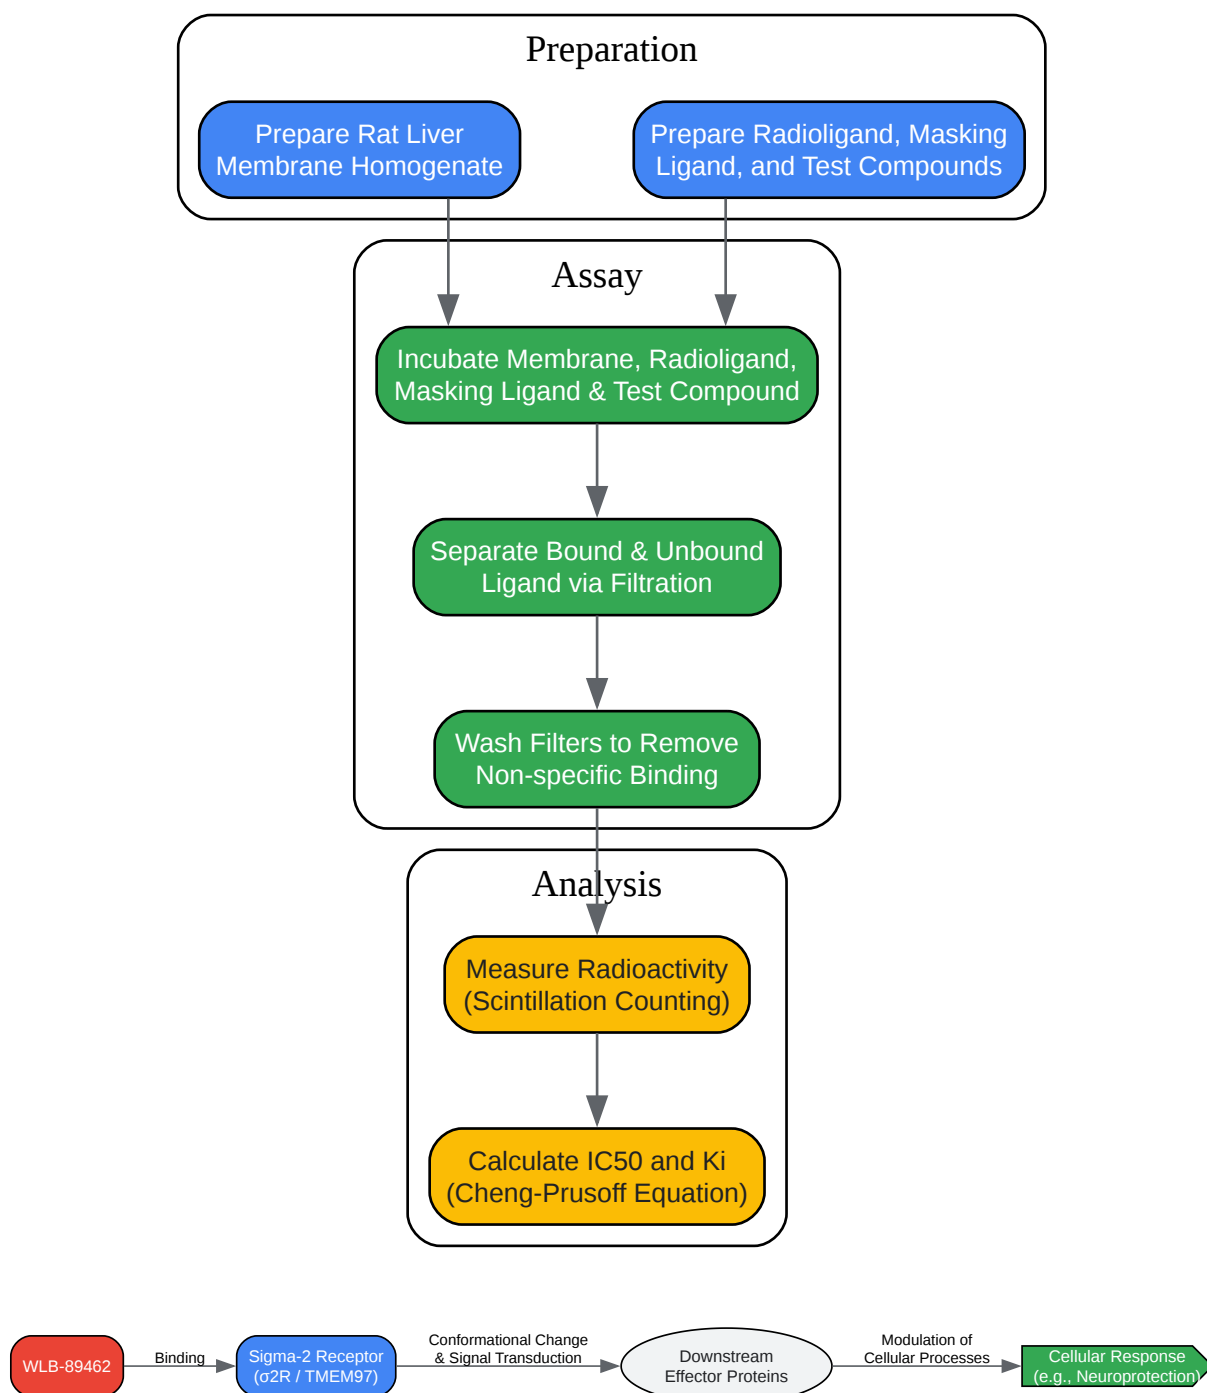 Preparation
Prepare Rat Liver
Membrane Homogenate
Prepare Radioligand, Masking
Ligand, and Test Compounds
Assay
Incubate Membrane, Radioligand,
Masking Ligand & Test Compound
Separate Bound & Unbound
Ligand via Filtration
Wash Filters to Remove
Non-specific Binding
Analysis
Measure Radioactivity
(Scintillation Counting)
Calculate IC50 and Ki
(Cheng-Prusoff Equation)
WLB-89462
Binding
Sigma-2 Receptor
(σ2R / TMEM97)
Conformational Change
& Signal Transduction
Downstream
Effector Proteins
Modulation of
Cellular Processes
Cellular Response
(e.g., Neuroprotection)